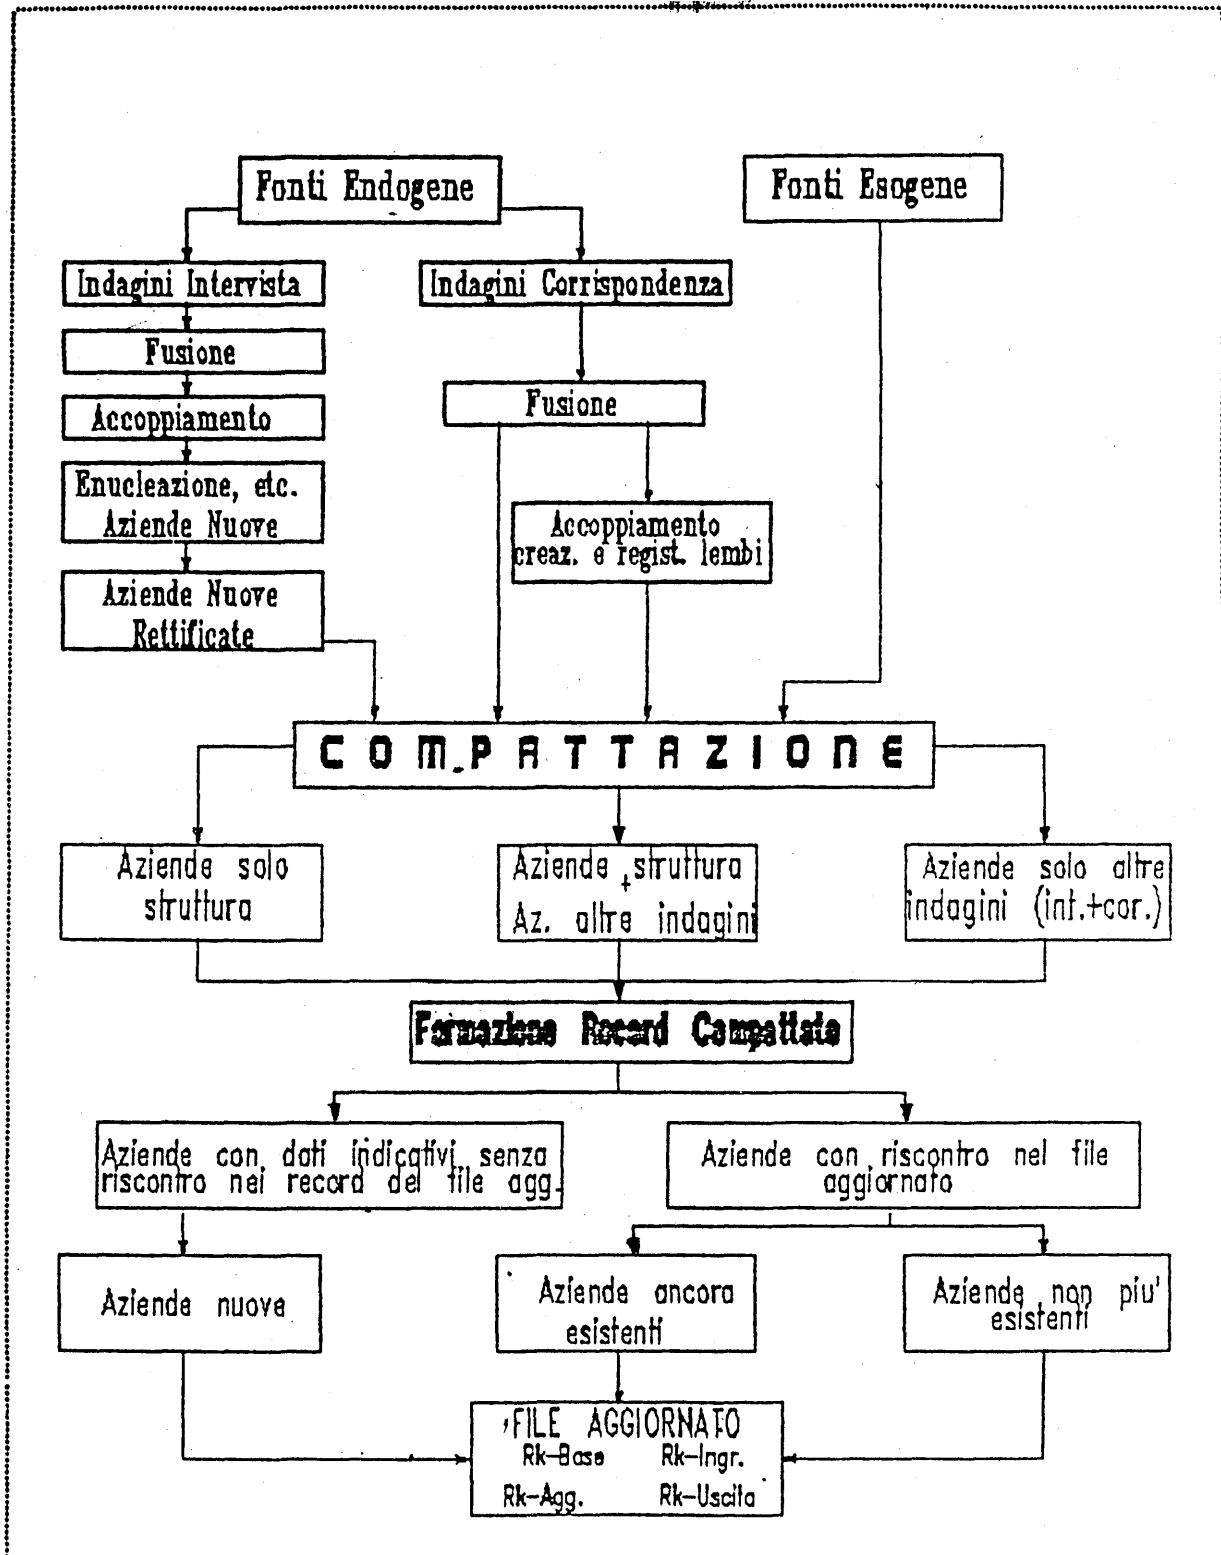 Fonti Endogene
Fonti Esogene
Indagini Intervista
Indagini Corrispondenza
Fusione
Fusione
Accoppiamento
Enucleazione, etc.
Aziende Nuove
Accoppiamento
creaz. e regist. lembi
Aziende Nuove
Rettificate
COMPATTAZIONE
Aziende solo
struttura
Aziende struttura
+
Az. altre indagini
Aziende solo altre
indagini (int.+cor.)
Formazione Record Compattato
Aziende con dati indicativi senza
riscontro nei record del file agg.
Aziende con riscontro nel file
aggiornato
Aziende nuove
Aziende ancora
esistenti
Aziende non piu'
esistenti
FILE AGGIORNATO
Rk-Base Rk-Ingr.
Rk-Agg. Rk-Uscita